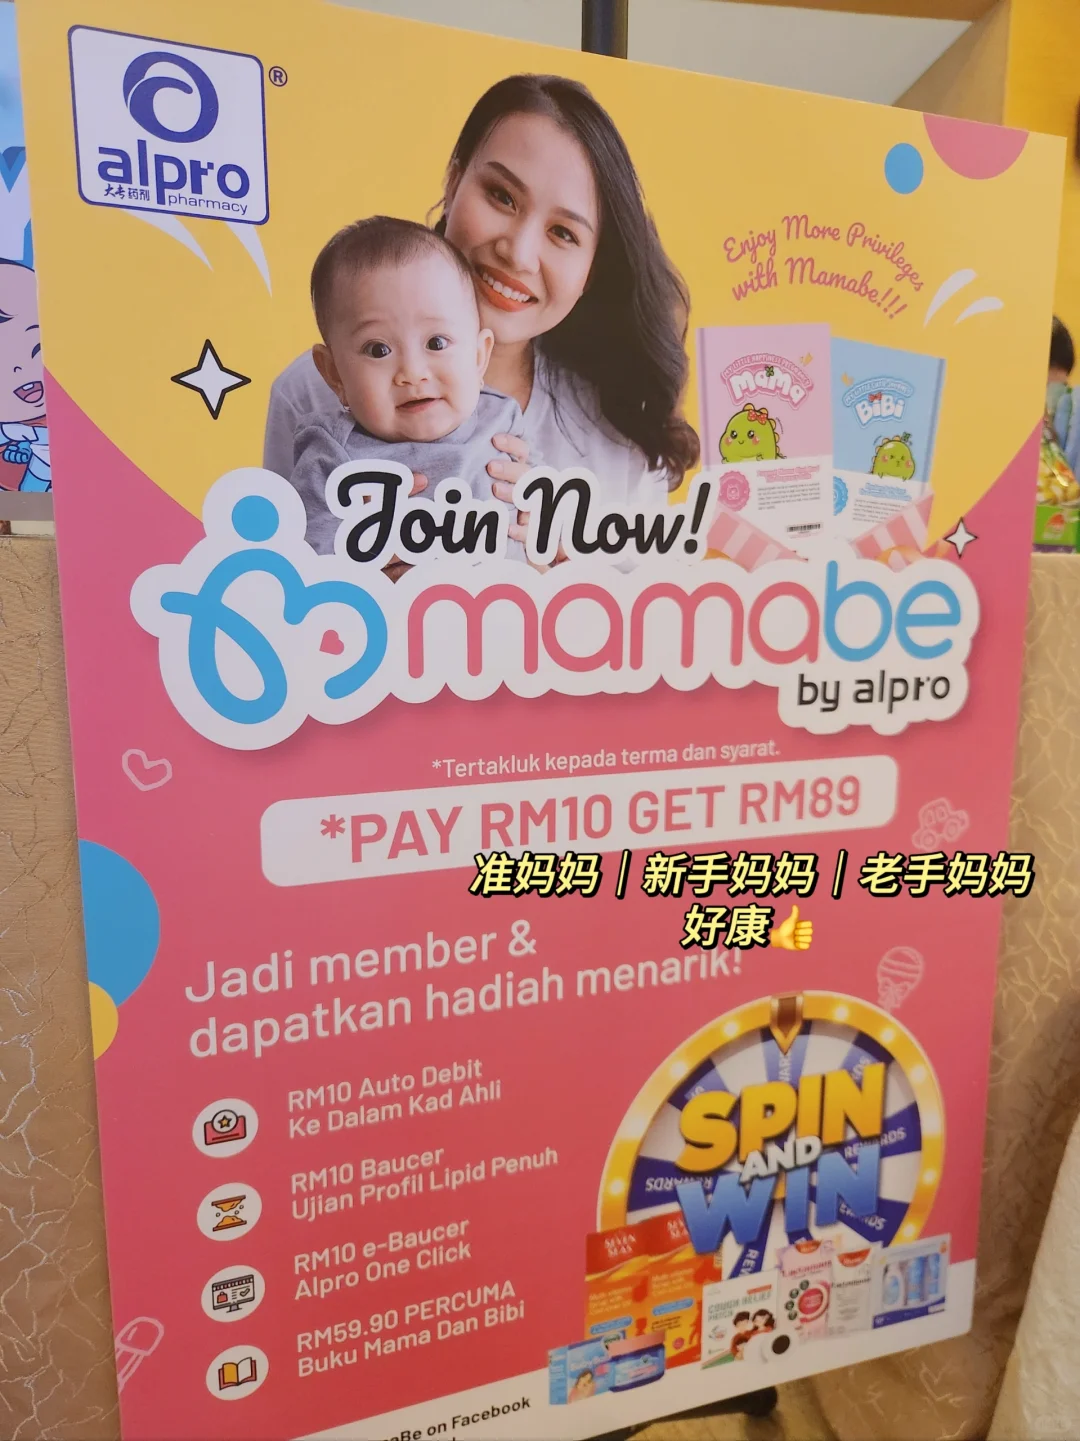 alpro
®
大专药剂 pharmacy
Enjoy More Privileges
with Mamabe!!!
MaMa
BiBi
Join Now!
mamabe
by alpro
*Tertakluk kepada terma dan syarat.
*PAY RM10 GET RM89
准妈妈｜新手妈妈｜老手妈妈
好康👍
Jadi member &
dapatkan hadiah menarik!
RM10 Auto Debit
Ke Dalam Kad Ahli
RM10 Baucer
Ujian Profil Lipid Penuh
RM10 e-Baucer
Alpro One Click
RM59.90 PERCUMA
Buku Mama Dan Bibi
SPIN
AND
WIN
REWARDS
SEVEN
SEAS
COUGH RELIEF
PATCH
on Facebook